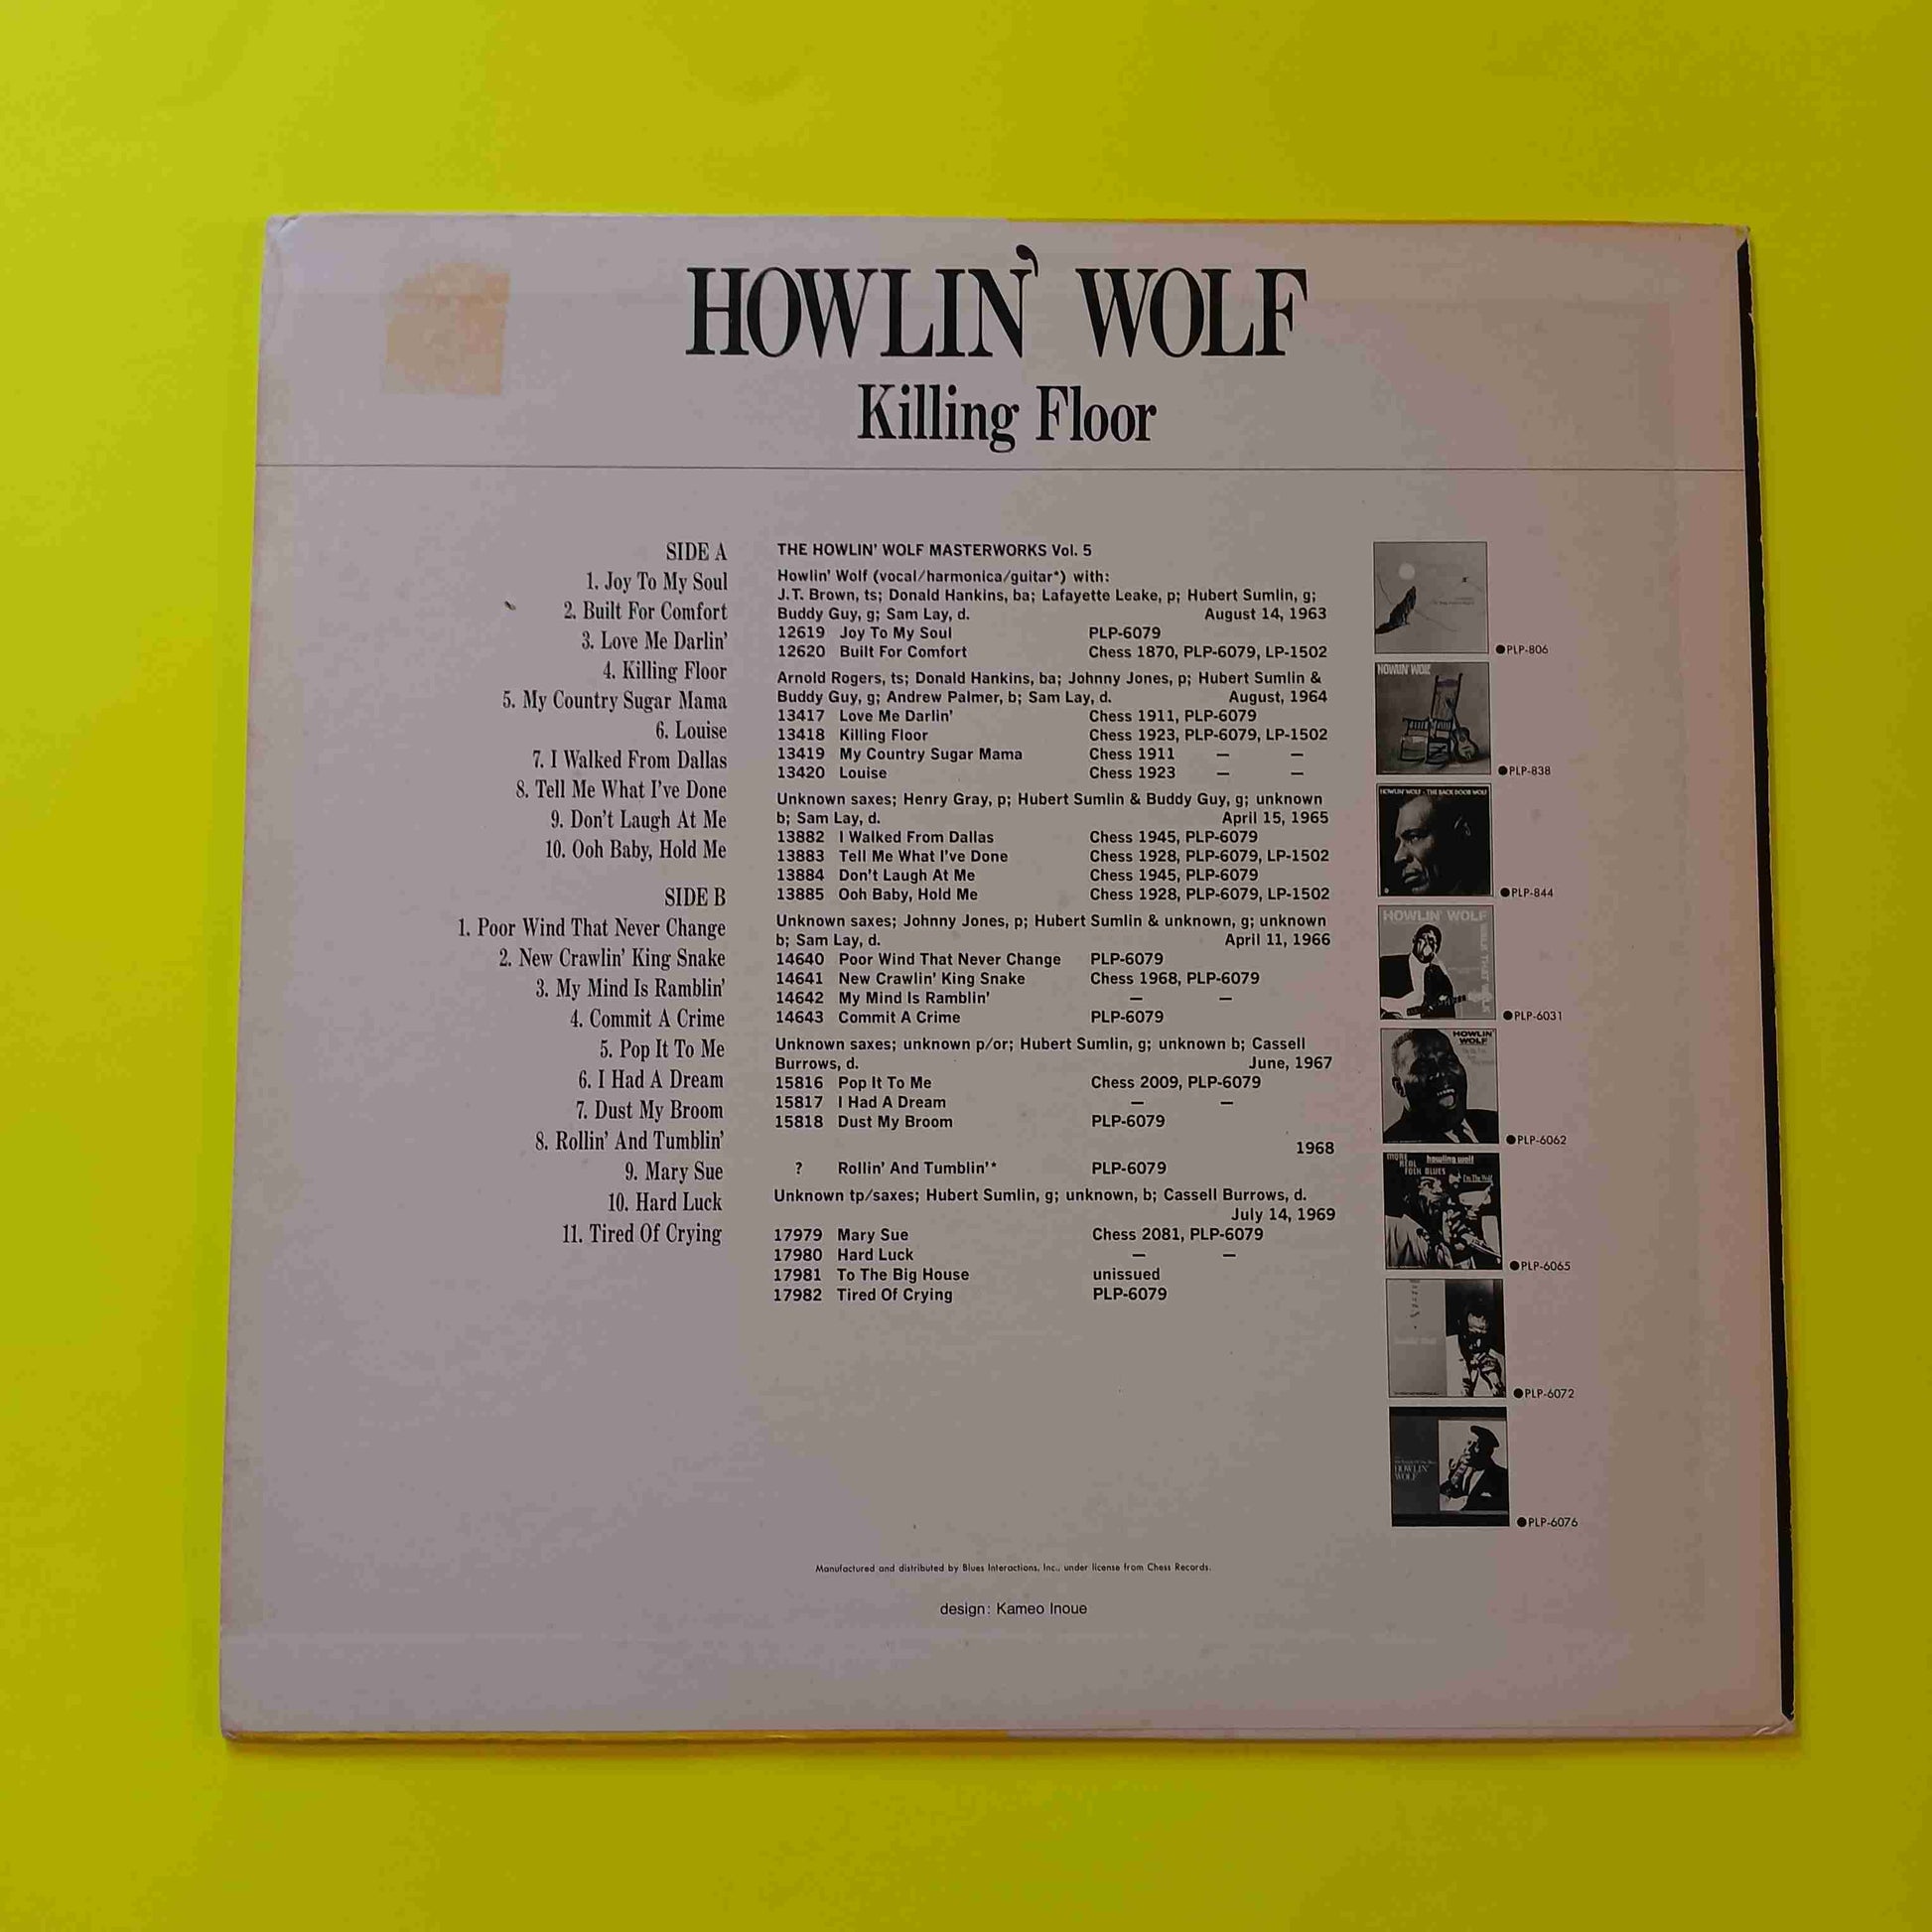 HOWLIN' WOLF
Killing Floor
SIDE A
1. Joy To My Soul
2. Built For Comfort
3. Love Me Darlin'
4. Killing Floor
5. My Country Sugar Mama
6. Louise
7. I Walked From Dallas
8. Tell Me What I've Done
9. Don't Laugh At Me
10. Ooh Baby, Hold Me
SIDE B
1. Poor Wind That Never Change
2. New Crawlin' King Snake
3. My Mind Is Ramblin'
4. Commit A Crime
5. Pop It To Me
6. I Had A Dream
7. Dust My Broom
8. Rollin' And Tumblin'
9. Mary Sue
10. Hard Luck
11. Tired Of Crying
THE HOWLIN' WOLF MASTERWORKS Vol. 5
Howlin' Wolf (vocal/harmonica/guitar*) with:
J.T. Brown, ts; Donald Hankins, ba; Lafayette Leake, p; Hubert Sumlin, g;
Buddy Guy, g; Sam Lay, d. August 14, 1963
12619 Joy To My Soul PLP-6079
12620 Built For Comfort Chess 1870, PLP-6079, LP-1502
Arnold Rogers, ts; Donald Hankins, ba; Johnny Jones, p; Hubert Sumlin &
Buddy Guy, g; Andrew Palmer, b; Sam Lay, d. August, 1964
13417 Love Me Darlin' Chess 1911, PLP-6079
13418 Killing Floor Chess 1923, PLP-6079, LP-1502
13419 My Country Sugar Mama Chess 1911 — —
13420 Louise Chess 1923 — —
Unknown saxes; Henry Gray, p; Hubert Sumlin & Buddy Guy, g; unknown
b; Sam Lay, d. April 15, 1965
13882 I Walked From Dallas Chess 1945, PLP-6079
13883 Tell Me What I've Done Chess 1928, PLP-6079, LP-1502
13884 Don't Laugh At Me Chess 1945, PLP-6079
13885 Ooh Baby, Hold Me Chess 1928, PLP-6079, LP-1502
Unknown saxes; Johnny Jones, p; Hubert Sumlin & unknown, g; unknown
b; Sam Lay, d. April 11, 1966
14640 Poor Wind That Never Change PLP-6079
14641 New Crawlin' King Snake Chess 1968, PLP-6079
14642 My Mind Is Ramblin' — —
14643 Commit A Crime PLP-6079
Unknown saxes; unknown p/or; Hubert Sumlin, g; unknown b; Cassell
Burrows, d. June, 1967
15816 Pop It To Me Chess 2009, PLP-6079
15817 I Had A Dream — —
15818 Dust My Broom PLP-6079
1968
? Rollin' And Tumblin'* PLP-6079
Unknown tp/saxes; Hubert Sumlin, g; unknown, b; Cassell Burrows, d.
July 14, 1969
17979 Mary Sue Chess 2081, PLP-6079
17980 Hard Luck — —
17981 To The Big House unissued
17982 Tired Of Crying PLP-6079
●PLP-806
HOWLIN' WOLF
●PLP-838
HOWLIN' WOLF - THE BACK DOOR WOLF
●PLP-844
HOWLIN' WOLF
●PLP-6031
HOWLIN' WOLF
●PLP-6062
MORE REAL FOLK BLUES
howling wolf
I'm The Wolf
●PLP-6065
●PLP-6072
HOWLIN' WOLF
●PLP-6076
Manufactured and distributed by Blues Interactions, Inc., under license from Chess Records.
design: Kameo Inoue